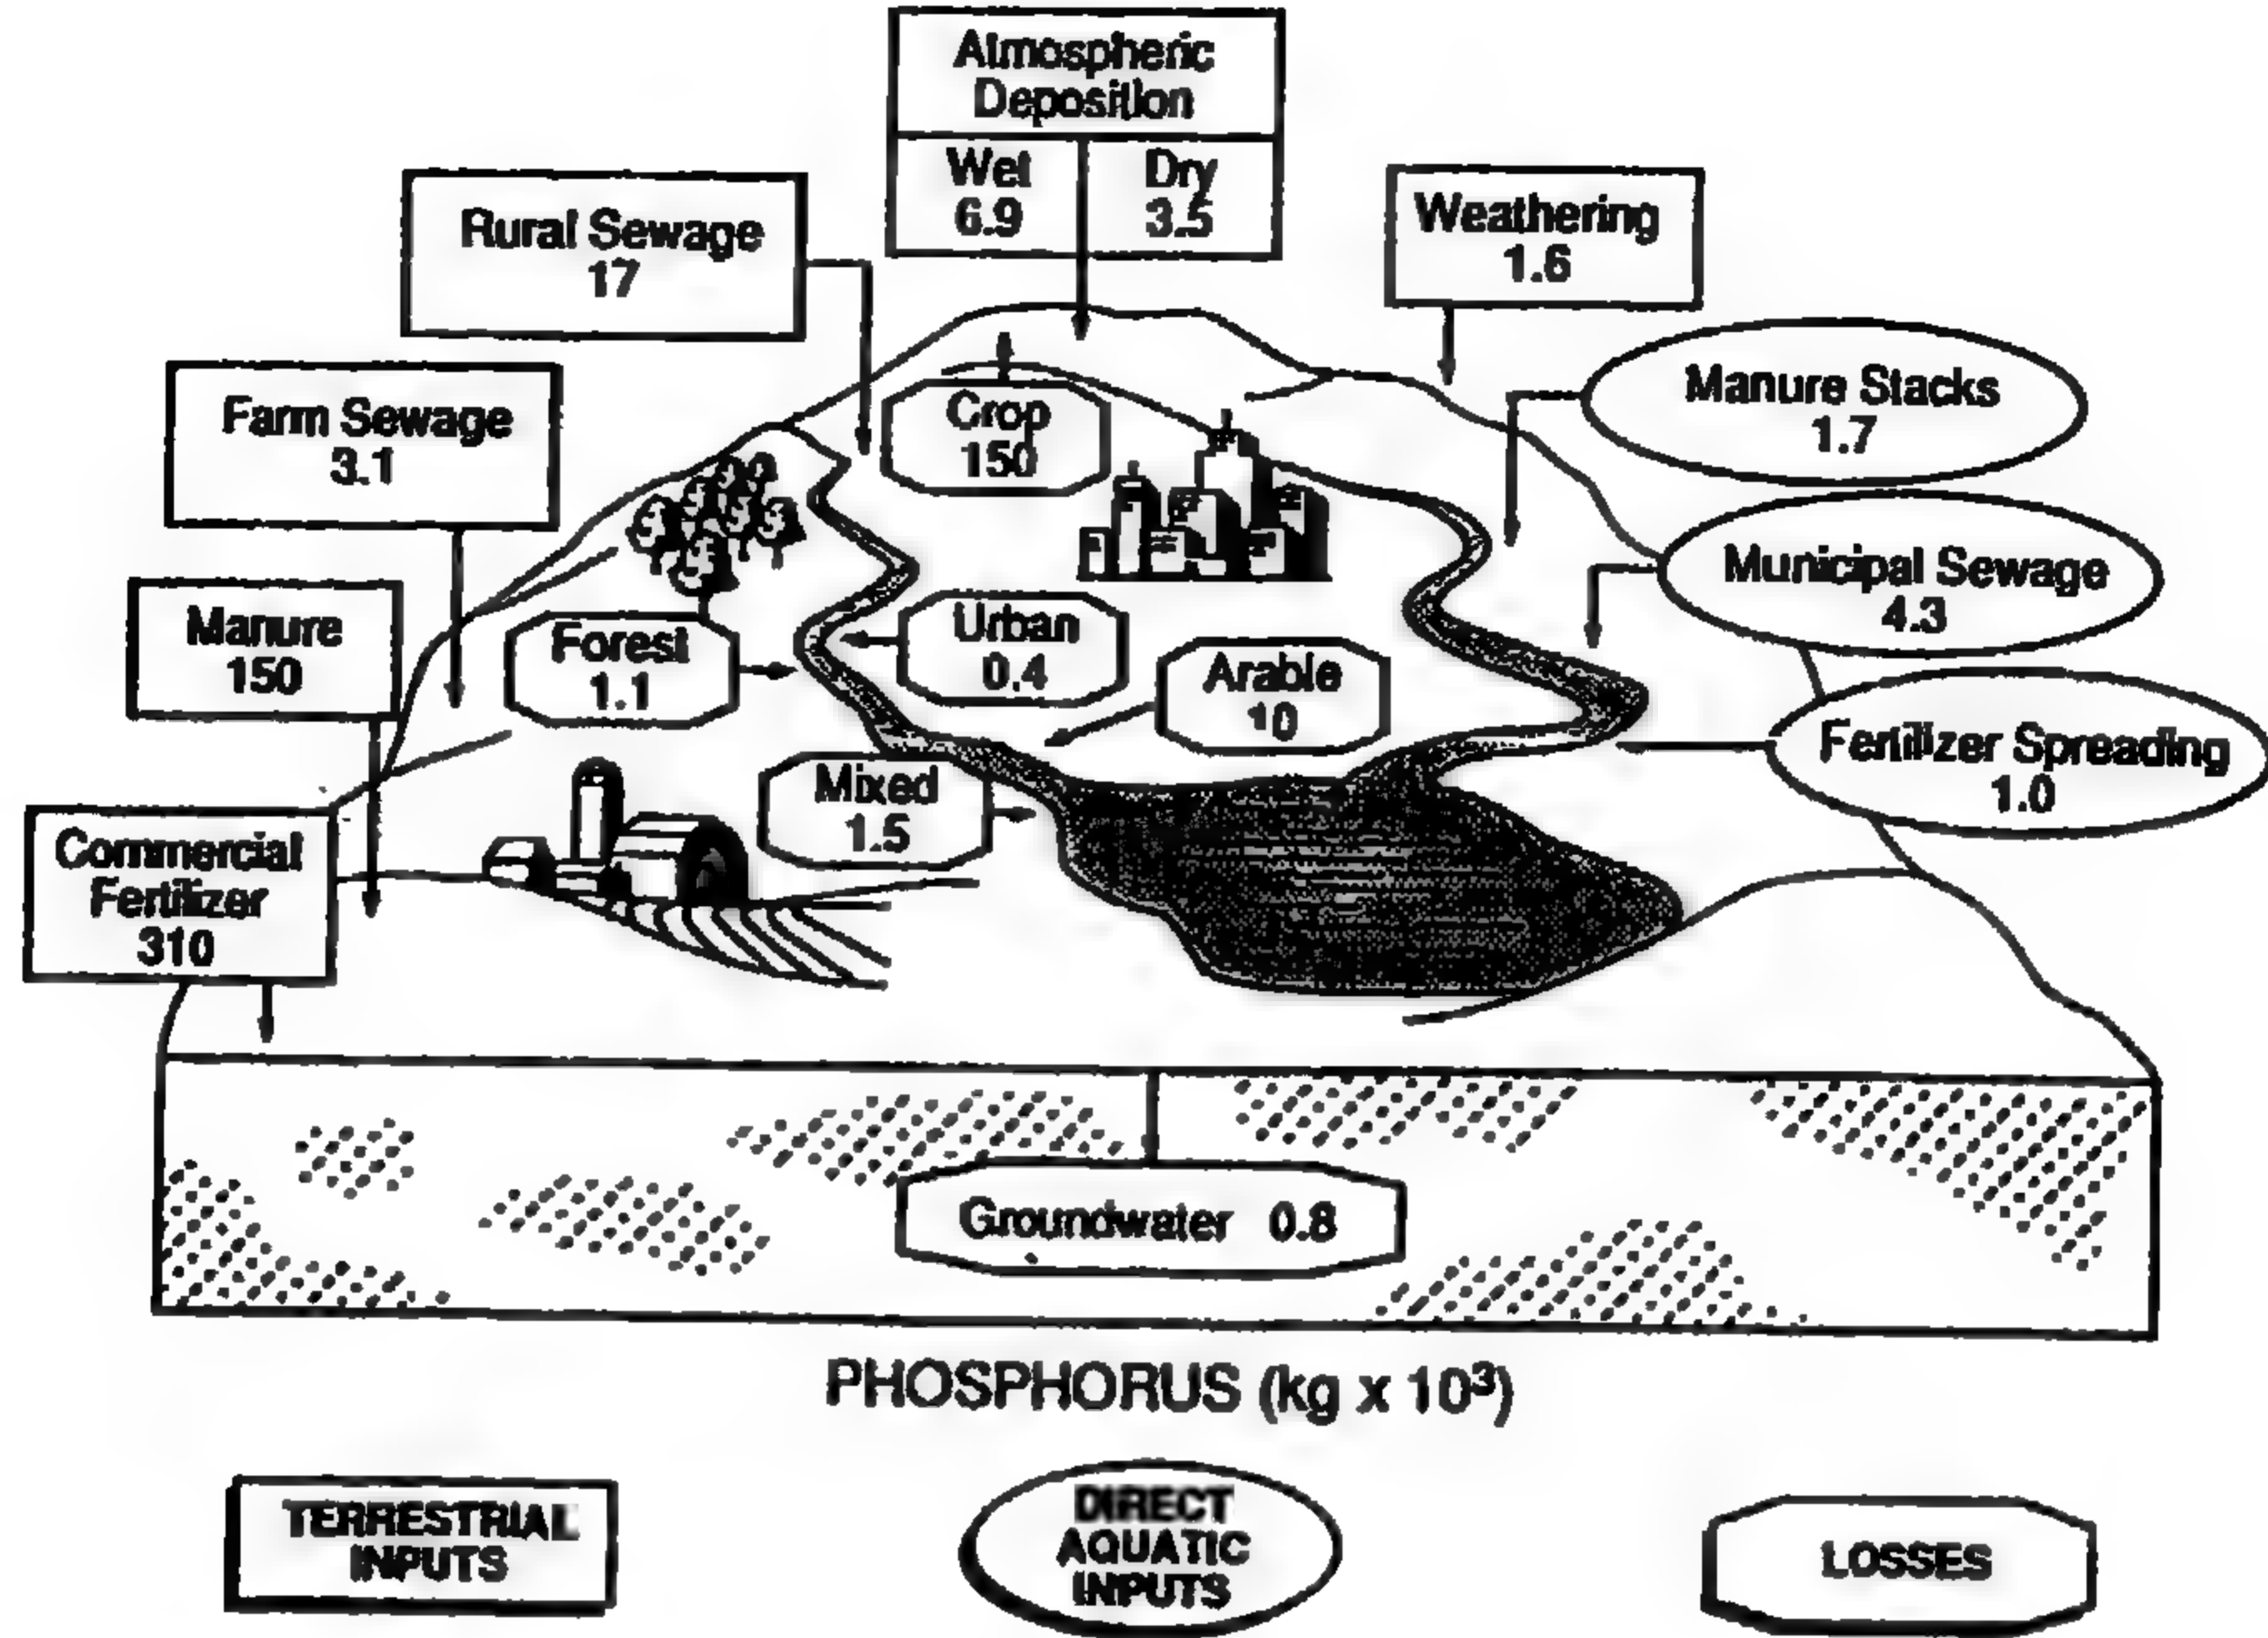 Atmospheric
Deposition
Wet
6.9
Dry
3.5
Rural Sewage
17
Weathering
1.6
Farm Sewage
3.1
Crop
150
Manure Stacks
1.7
Manure
150
Forest
1.1
Urban
0.4
Arable
10
Municipal Sewage
4.3
Mixed
1.5
Fertilizer Spreading
1.0
Commercial
Fertilizer
310
Groundwater 0.8
PHOSPHORUS (kg x 10³)
TERRESTRIAL
INPUTS
DIRECT
AQUATIC
INPUTS
LOSSES